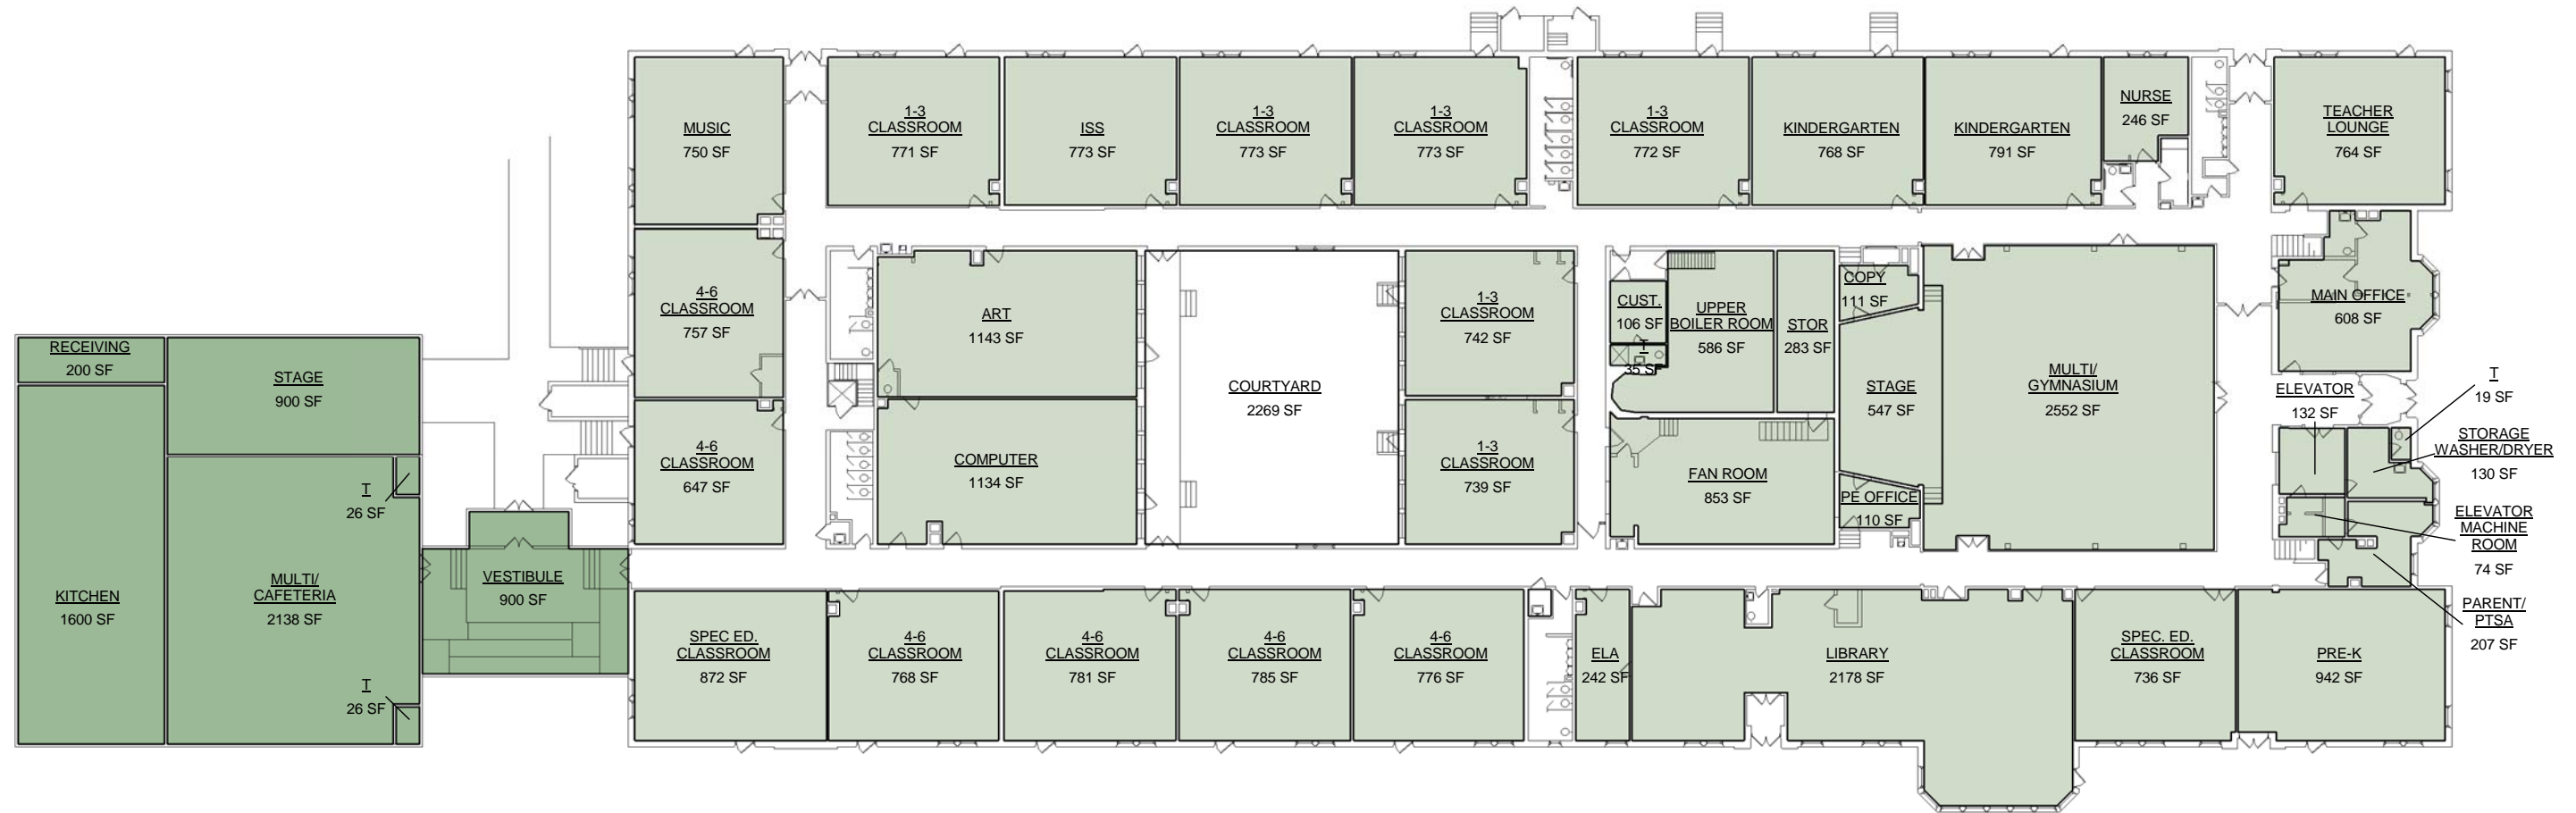 MUSIC
750 SF
1-3
CLASSROOM
771 SF
ISS
773 SF
1-3
CLASSROOM
773 SF
1-3
CLASSROOM
773 SF
1-3
CLASSROOM
772 SF
KINDERGARTEN
768 SF
KINDERGARTEN
791 SF
NURSE
246 SF
TEACHER
LOUNGE
764 SF
4-6
CLASSROOM
757 SF
ART
1143 SF
COURTYARD
2269 SF
1-3
CLASSROOM
742 SF
CUST.
106 SF
T
35 SF
UPPER
BOILER ROOM
586 SF
STOR
283 SF
COPY
111 SF
STAGE
547 SF
MULTI/
GYMNASIUM
2552 SF
MAIN OFFICE
608 SF
RECEIVING
200 SF
STAGE
900 SF
4-6
CLASSROOM
647 SF
COMPUTER
1134 SF
1-3
CLASSROOM
739 SF
FAN ROOM
853 SF
PE OFFICE
110 SF
ELEVATOR
132 SF
T
19 SF
STORAGE
WASHER/DRYER
130 SF
ELEVATOR
MACHINE
ROOM
74 SF
PARENT/
PTSA
207 SF
T
26 SF
KITCHEN
1600 SF
MULTI/
CAFETERIA
2138 SF
VESTIBULE
900 SF
T
26 SF
SPEC ED.
CLASSROOM
872 SF
4-6
CLASSROOM
768 SF
4-6
CLASSROOM
781 SF
4-6
CLASSROOM
785 SF
4-6
CLASSROOM
776 SF
ELA
242 SF
LIBRARY
2178 SF
SPEC. ED.
CLASSROOM
736 SF
PRE-K
942 SF